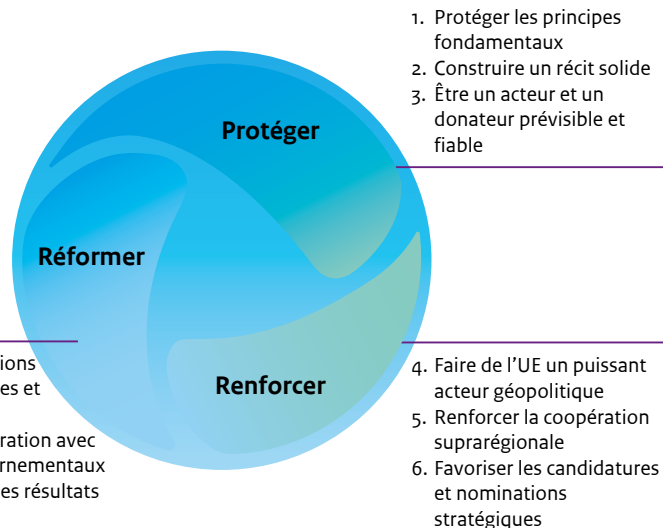 1. Protéger les principes
fondamentaux
2. Construire un récit solide
3. Être un acteur et un
donateur prévisible et
fiable
Protéger
Réformer
Renforcer
4. Faire de l’UE un puissant
acteur géopolitique
5. Renforcer la coopération
suprarégionale
6. Favoriser les candidatures
et nominations
stratégiques
ions
es et
ration avec
rnementaux
es résultats